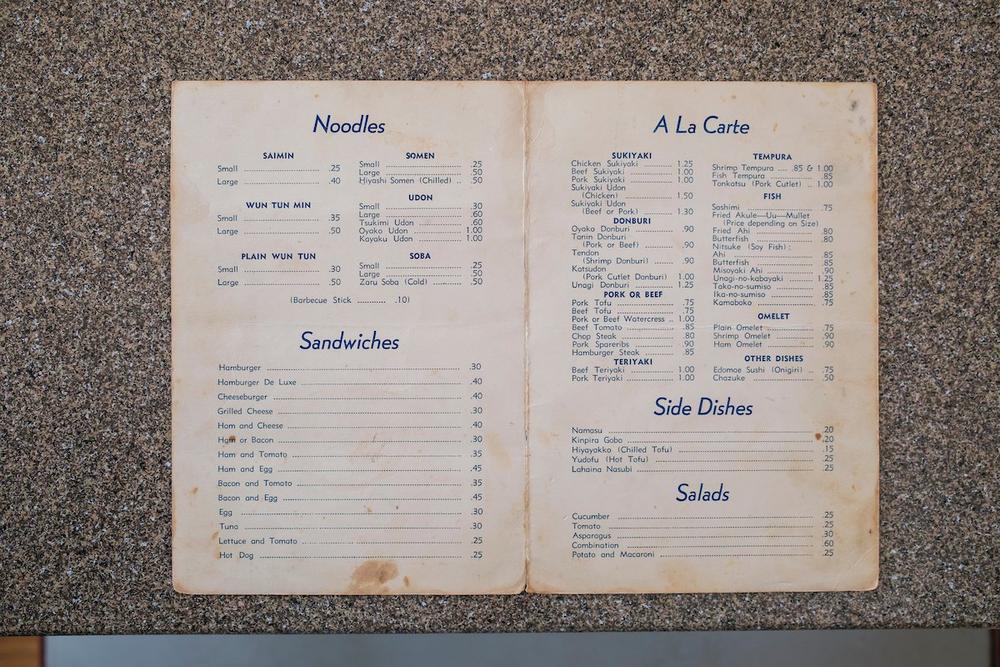 Noodles
SAIMIN
Small .25
Large .40
WUN TUN MIN
Small .35
Large .50
PLAIN WUN TUN
Small .30
Large .50
SOMEN
Small .25
Large .50
Hiyashi Somen (Chilled) .50
UDON
Small .30
Large .60
Tsukimi Udon .60
Oyako Udon 1.00
Kayaku Udon 1.00
SOBA
Small .25
Large .50
Zaru Soba (Cold) .50
(Barbecue Stick .10)
Sandwiches
Hamburger .30
Hamburger De Luxe .40
Cheeseburger .40
Grilled Cheese .30
Ham and Cheese .40
Ham or Bacon .30
Ham and Tomato .35
Ham and Egg .45
Bacon and Tomato .35
Bacon and Egg .45
Egg .30
Tuna .30
Lettuce and Tomato .25
Hot Dog .25
A La Carte
SUKIYAKI
Chicken Sukiyaki 1.25
Beef Sukiyaki 1.00
Pork Sukiyaki 1.00
Sukiyaki Udon
(Chicken) 1.50
Sukiyaki Udon
(Beef or Pork) 1.30
DONBURI
Oyako Donburi .90
Tanin Donburi
(Pork or Beef) .90
Tendon
(Shrimp Donburi) .90
Katsudon
(Pork Cutlet Donburi) 1.00
Unagi Donburi 1.25
PORK OR BEEF
Pork Tofu .75
Beef Tofu .75
Pork or Beef Watercress 1.00
Beef Tomato .85
Chop Steak .80
Pork Spareribs .90
Hamburger Steak .85
TERIYAKI
Beef Teriyaki 1.00
Pork Teriyaki 1.00
TEMPURA
Shrimp Tempura .85 & 1.00
Fish Tempura .85
Tonkatsu (Pork Cutlet) 1.00
FISH
Sashimi .75
Fried Akule—Uu—Mullet
(Price depending on Size)
Fried Ahi .80
Butterfish .80
Nitsuke (Soy Fish):
Ahi .85
Butterfish .85
Misoyaki Ahi .90
Unagi-no-kabayaki 1.25
Tako-no-sumiso .85
Ika-no-sumiso .85
Kamaboko .75
OMELET
Plain Omelet .75
Shrimp Omelet .90
Ham Omelet .90
OTHER DISHES
Edomae Sushi (Onigiri) .75
Chazuke .50
Side Dishes
Namasu .20
Kinpira Gobo .20
Hiyayakko (Chilled Tofu) .15
Yudofu (Hot Tofu) .25
Lahaina Nasubi .25
Salads
Cucumber .25
Tomato .25
Asparagus .30
Combination .60
Potato and Macaroni .25